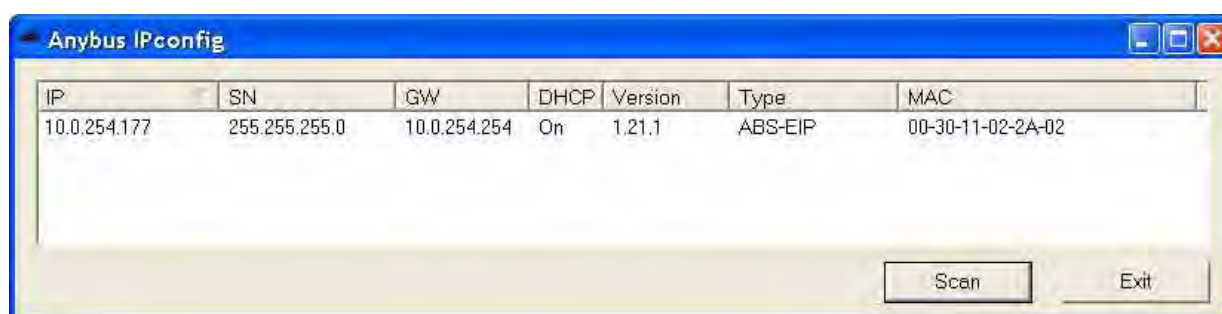 Anybus IPconfig
IP SN GW DHCP Version Type MAC
10.0.254.177 255.255.255.0 10.0.254.254 On 1.21.1 ABS-EIP 00-30-11-02-2A-02
Scan Exit